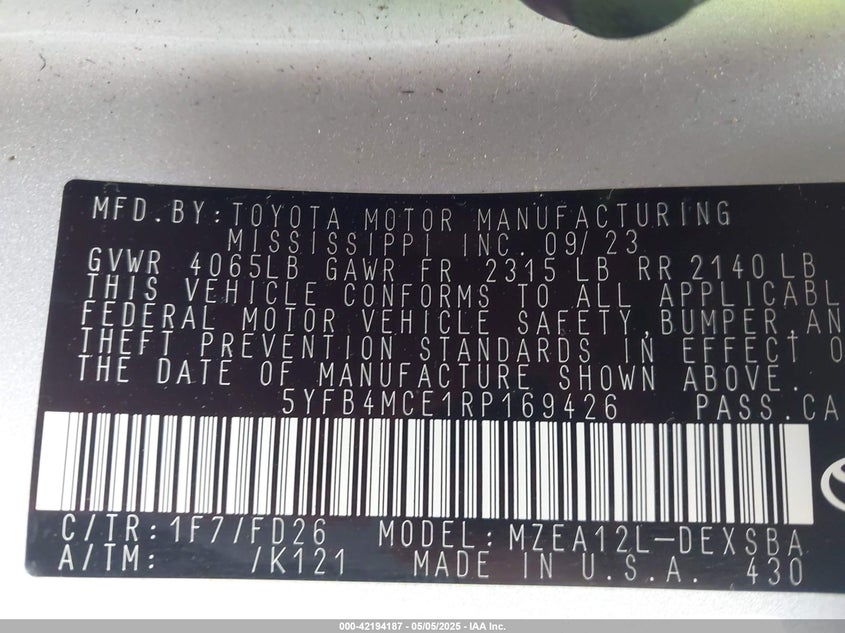 MFD.BY:TOYOTA MOTOR MANUFACTURING
MISSISSIPPI INC. 09/23
GVWR 4065LB GAWR FR 2315 LB RR 2140 LB
THIS VEHICLE CONFORMS TO ALL APPLICABL
FEDERAL MOTOR VEHICLE SAFETY,BUMPER,AN
THEFT PREVENTION STANDARDS IN EFFECT O
THE DATE OF MANUFACTURE SHOWN ABOVE.
5YFB4MCE1RP169426 PASS.CA
C/TR:1F7/FD26 MODEL:MZEA12L-DEXSBA
A/TM: /K121 MADE IN U.S.A. 430
000-42194187 - 05/05/2025 - IAA Inc.